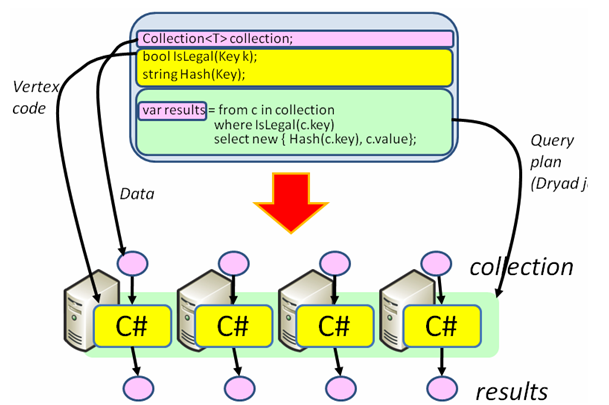 Collection<T> collection;
bool IsLegal(Key k);
string Hash(Key);
var results = from c in collection
where IsLegal(c.key)
select new { Hash(c.key), c.value};
Vertex
code
Data
Query
plan
(Dryad j
collection
C# C# C# C#
results